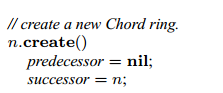 // create a new Chord ring.
n.create()
predecessor = nil;
successor = n;